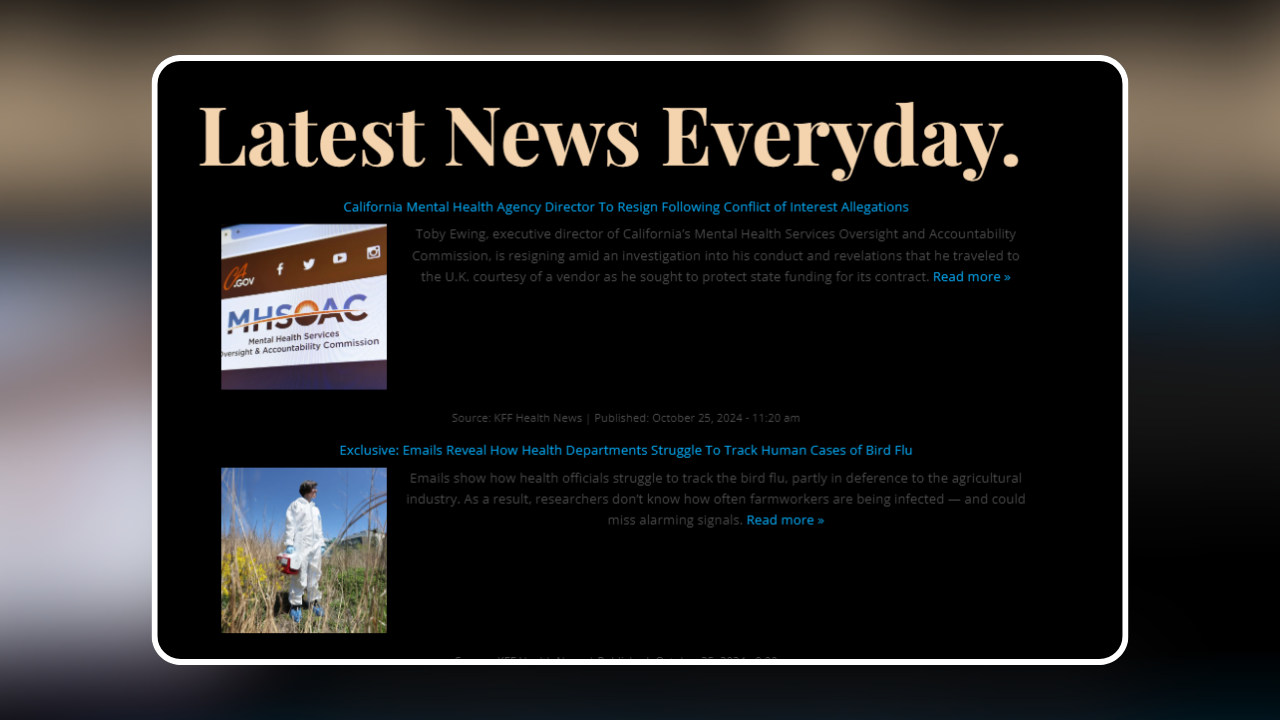 Latest News Everyday.
California Mental Health Agency Director To Resign Following Conflict of Interest Allegations
Toby Ewing, executive director of California's Mental Health Services Oversight and Accountability
Commission, is resigning amid an investigation into his conduct and revelations that he traveled to
the U.K. courtesy of a vendor as he sought to protect state funding for its contract. Read more »
CA
.GOV
MHSOAC
Mental Health Services
Oversight & Accountability Commission
Source: KFF Health News | Published: October 25, 2024 - 11:20 am
Exclusive: Emails Reveal How Health Departments Struggle To Track Human Cases of Bird Flu
Emails show how health officials struggle to track the bird flu, partly in deference to the agricultural
industry. As a result, researchers don't know how often farmworkers are being infected — and could
miss alarming signals. Read more »